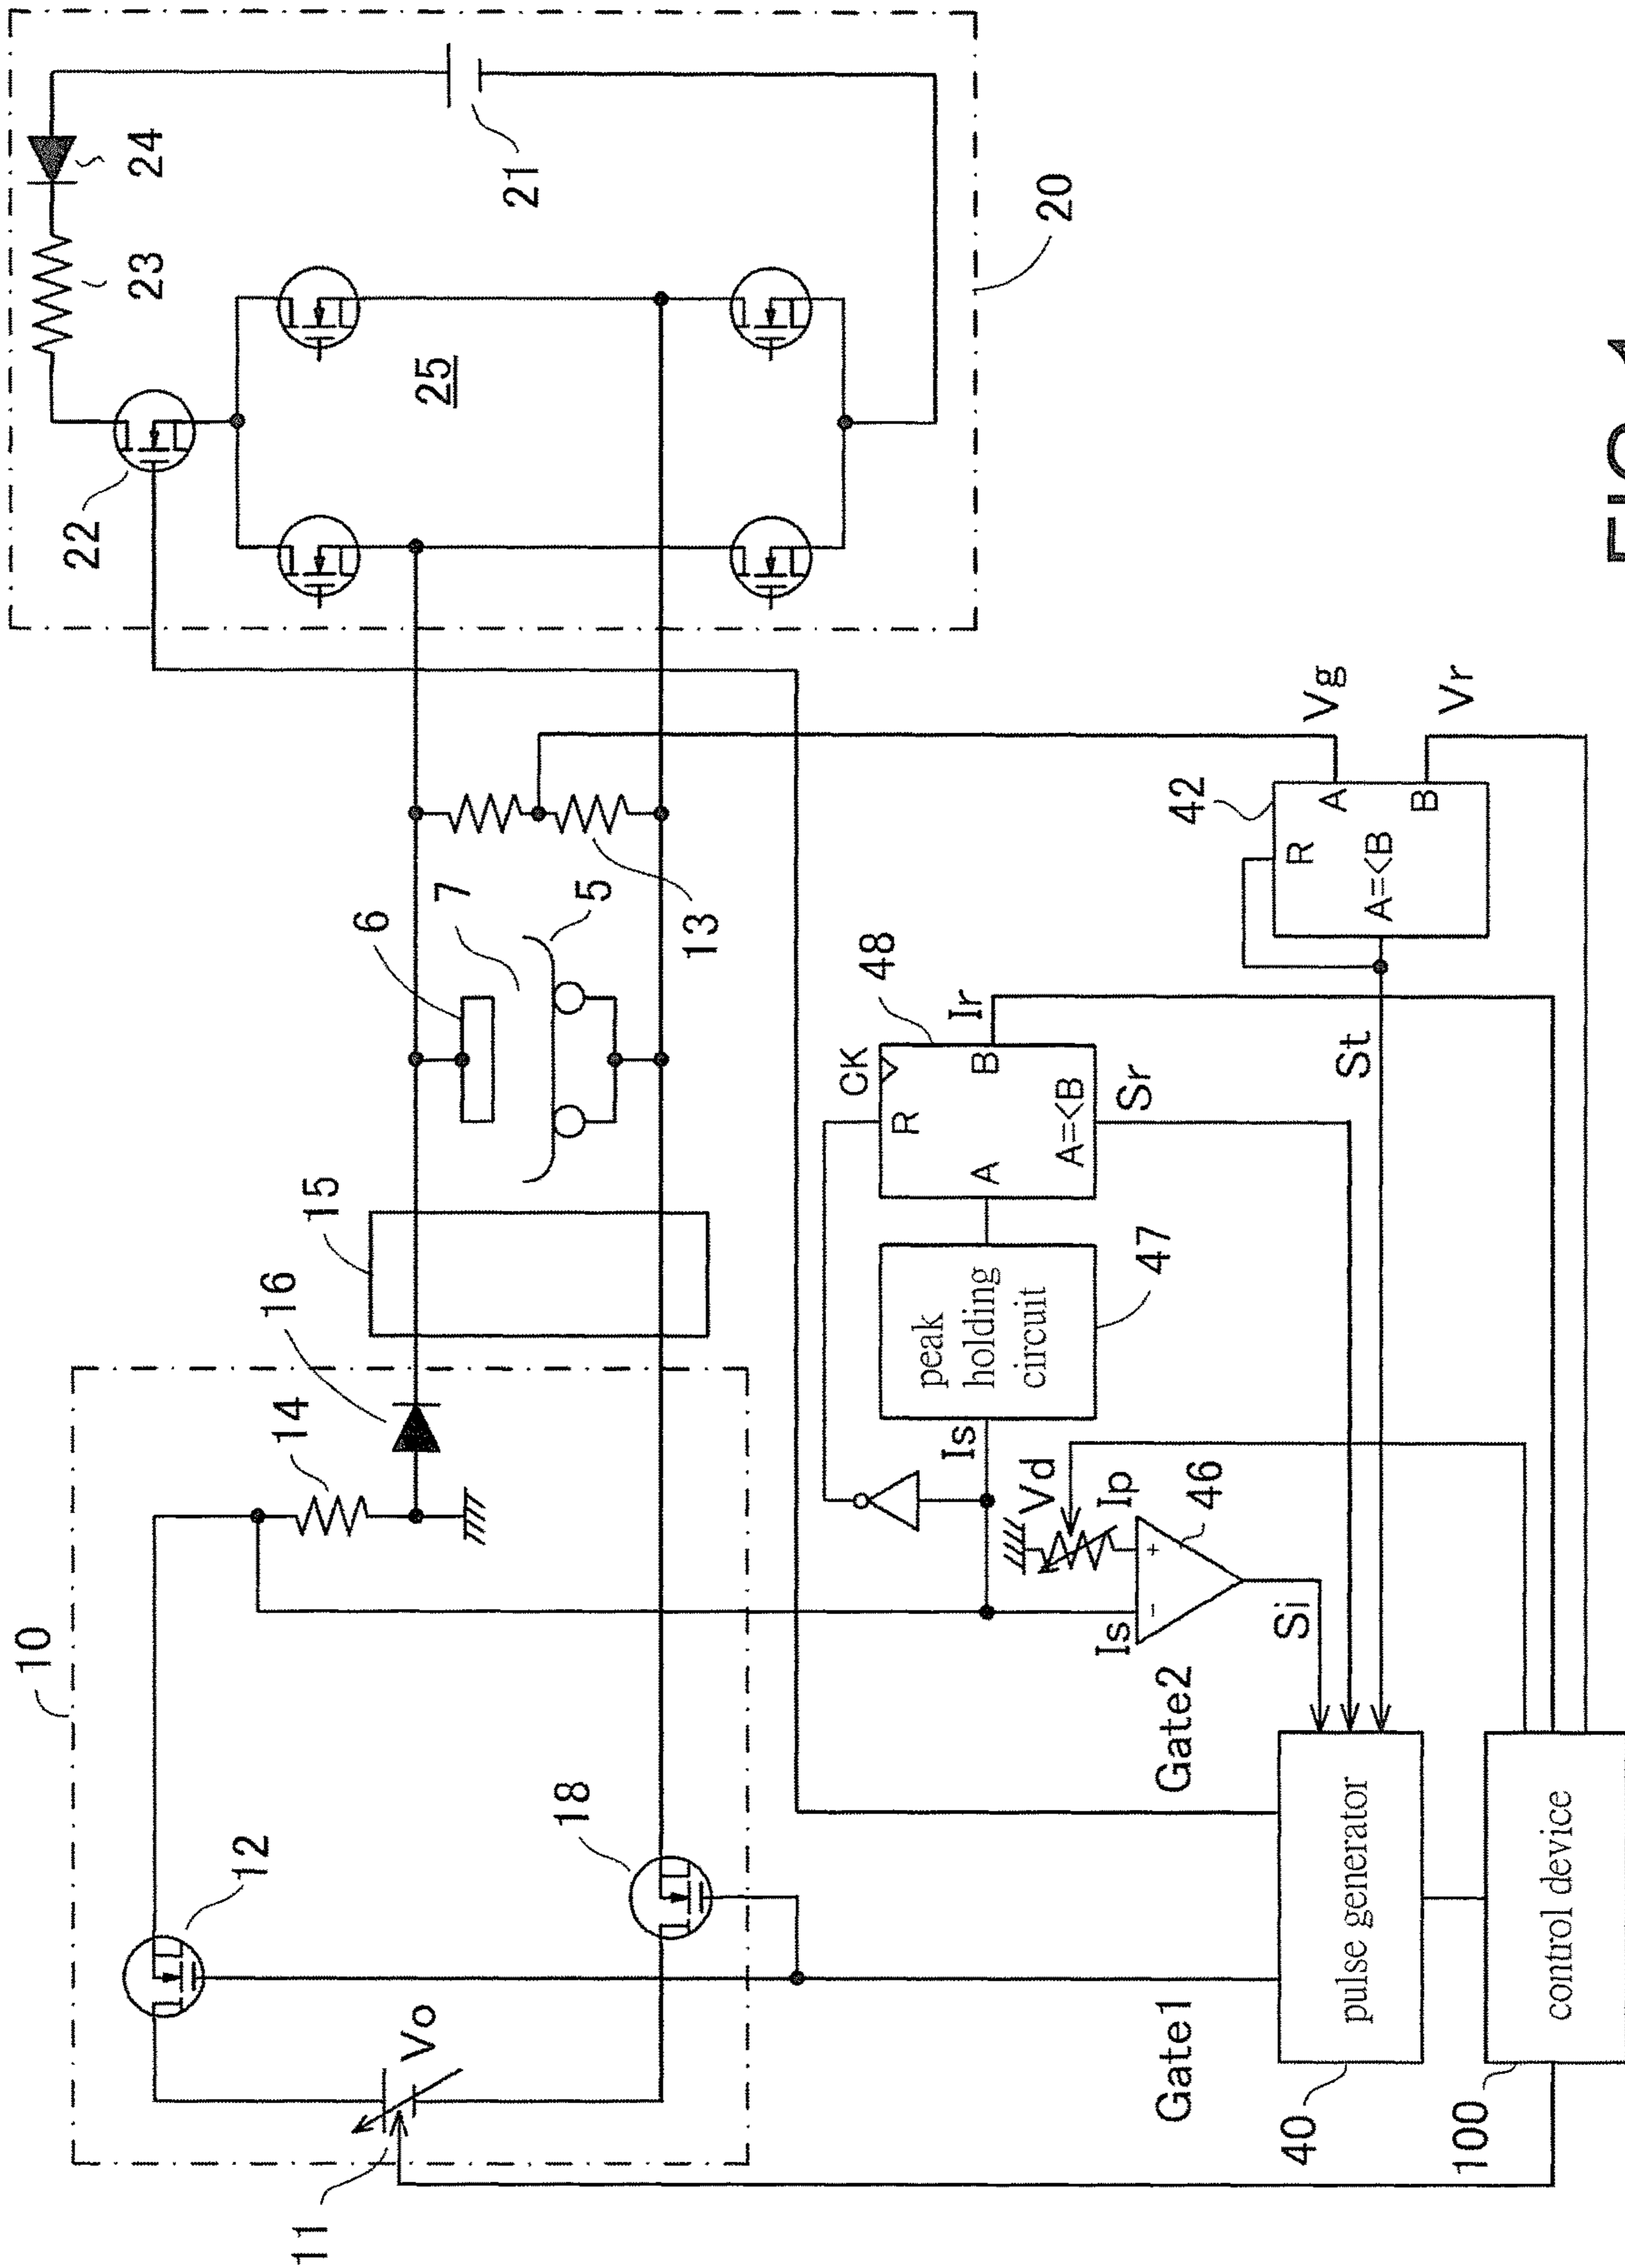 10
11
Vo
12
14
16
18
15
6
7
5
13
22
23
24
21
25
20
Gate1
Gate2
Is
Is
Vd
Ip
46
Si
peak
holding
circuit
47
CK
R
A
B
A=<B
48
Ir
Sr
St
42
R
A
B
A=<B
Vg
Vr
pulse generator
40
control device
100